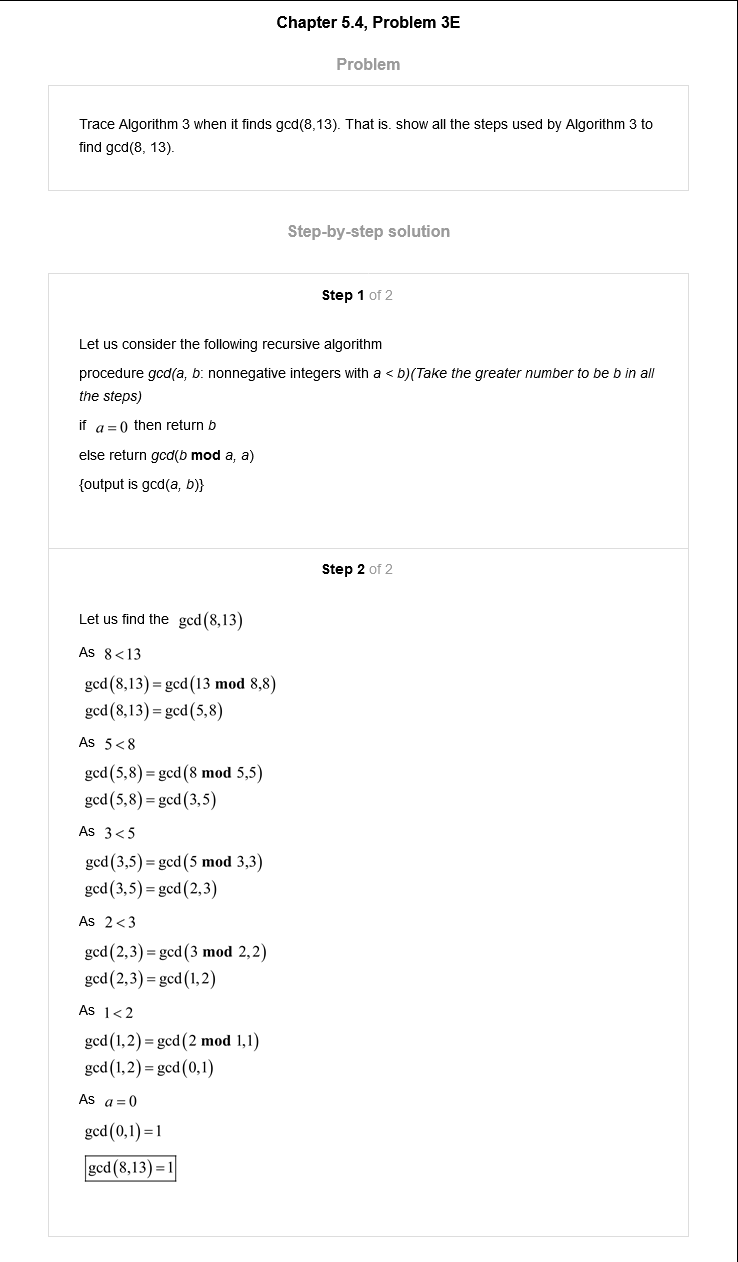 Chapter 5.4, Problem 3E
Problem
Trace Algorithm 3 when it finds gcd(8,13). That is. show all the steps used by Algorithm 3 to
find gcd(8, 13).
Step-by-step solution
Step 1 of 2
Let us consider the following recursive algorithm
procedure gcd(a, b: nonnegative integers with a < b)(Take the greater number to be b in all
the steps)
if a = 0 then return b
else return gcd(b mod a, a)
{output is gcd(a, b)}
Step 2 of 2
Let us find the gcd(8,13)
As 8<13
gcd(8,13)=gcd(13 mod 8,8)
gcd(8,13)=gcd(5,8)
As 5<8
gcd(5,8)=gcd(8 mod 5,5)
gcd(5,8)=gcd(3,5)
As 3<5
gcd(3,5)=gcd(5 mod 3,3)
gcd(3,5)=gcd(2,3)
As 2<3
gcd(2,3)=gcd(3 mod 2,2)
gcd(2,3)=gcd(1,2)
As 1<2
gcd(1,2)=gcd(2 mod 1,1)
gcd(1,2)=gcd(0,1)
As a=0
gcd(0,1)=1
gcd(8,13)=1